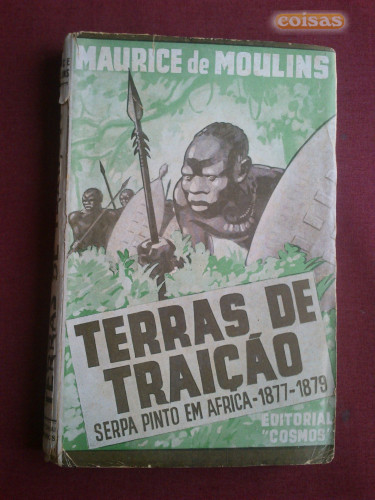 coisas
MAURICE de MOULINS
TERRAS DE
TRAIÇÃO
SERPA PINTO EM AFRICA-1877-1879
EDITORIAL
"COSMOS"